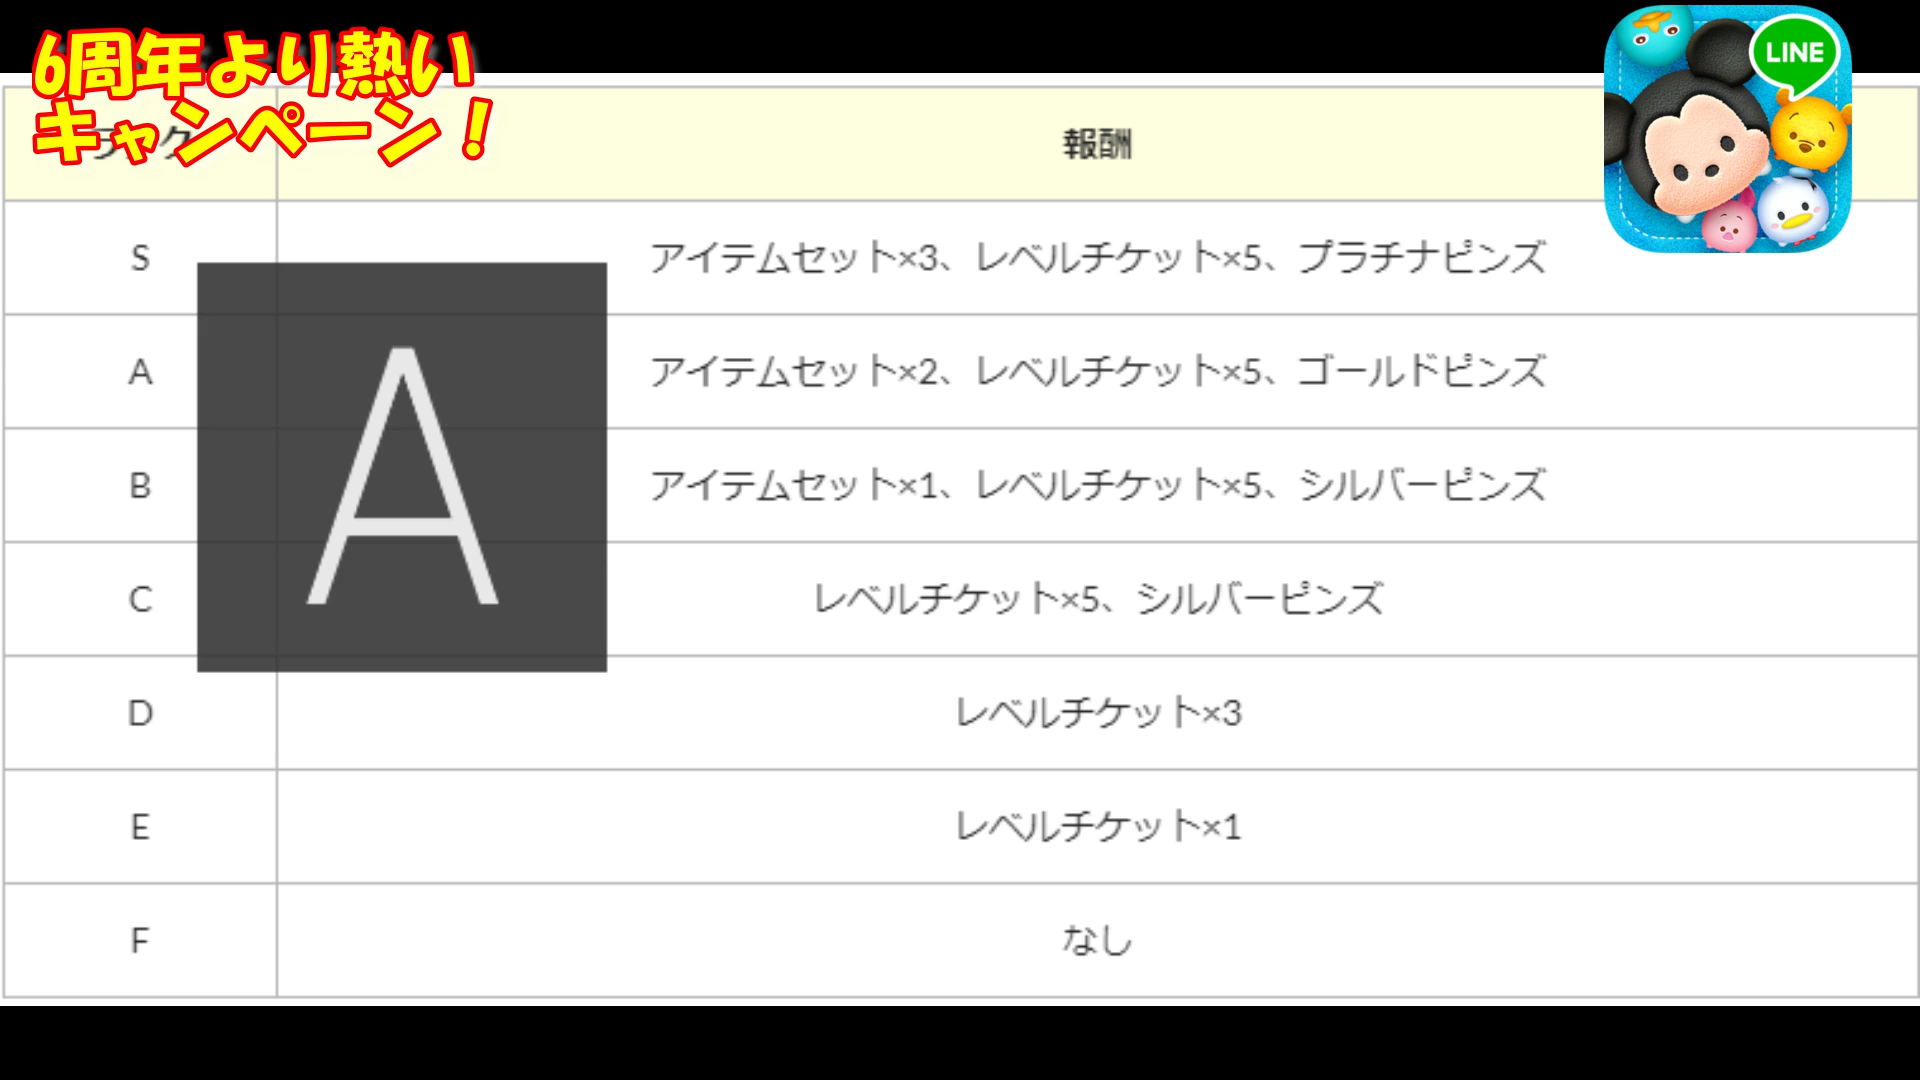 6周年より熱い
キャンペーン！
LINE
報酬
S アイテムセット×3、レベルチケット×5、プラチナピンズ
A アイテムセット×2、レベルチケット×5、ゴールドピンズ
B アイテムセット×1、レベルチケット×5、シルバーピンズ
C レベルチケット×5、シルバーピンズ
D レベルチケット×3
E レベルチケット×1
F なし
A